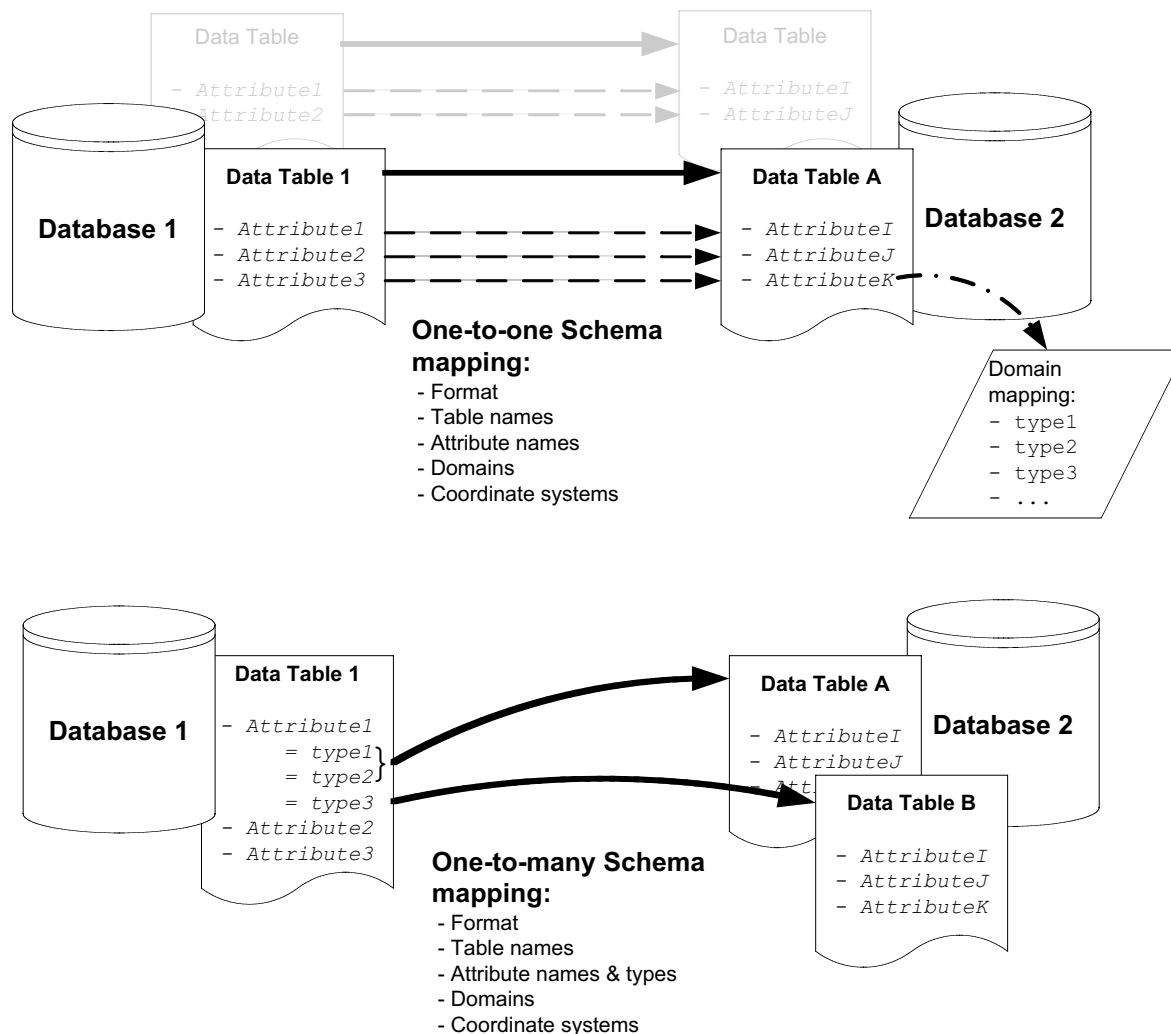 Data Table
Data Table
- Attribute1
- AttributeI
Attribute2
- AttributeJ
Database 1
Data Table 1
- Attribute1
- Attribute2
- Attribute3
Data Table A
- AttributeI
- AttributeJ
- AttributeK
Database 2
One-to-one Schema
mapping:
- Format
- Table names
- Attribute names
- Domains
- Coordinate systems
Domain
mapping:
- type1
- type2
- type3
- ...
Database 1
Data Table 1
- Attribute1
= type1}
= type2
= type3
- Attribute2
- Attribute3
Data Table A
- AttributeI
- AttributeJ
Database 2
Data Table B
- AttributeI
- AttributeJ
- AttributeK
One-to-many Schema
mapping:
- Format
- Table names
- Attribute names & types
- Domains
- Coordinate systems